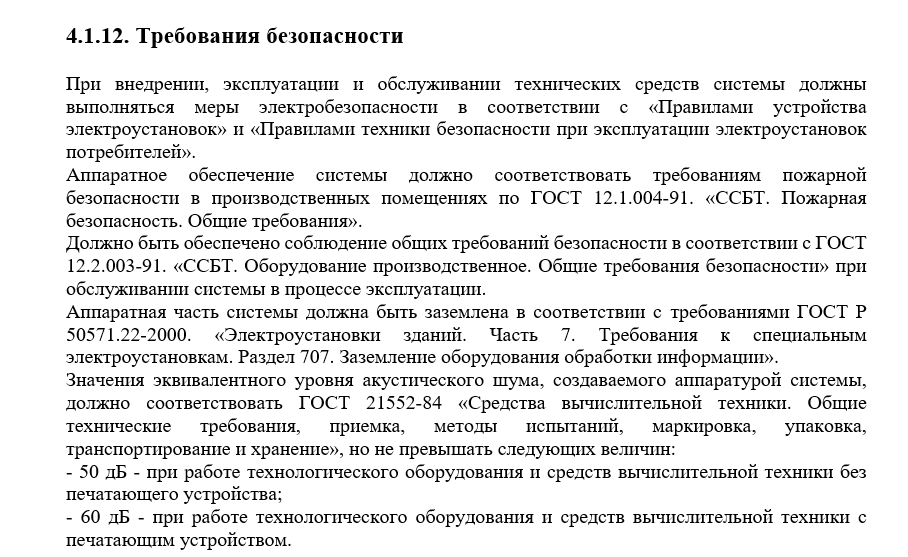 4.1.12. Требования безопасности
При внедрении, эксплуатации и обслуживании технических средств системы должны
выполняться меры электробезопасности в соответствии с «Правилами устройства
электроустановок» и «Правилами техники безопасности при эксплуатации электроустановок
потребителей».
Аппаратное обеспечение системы должно соответствовать требованиям пожарной
безопасности в производственных помещениях по ГОСТ 12.1.004-91. «ССБТ. Пожарная
безопасность. Общие требования».
Должно быть обеспечено соблюдение общих требований безопасности в соответствии с ГОСТ
12.2.003-91. «ССБТ. Оборудование производственное. Общие требования безопасности» при
обслуживании системы в процессе эксплуатации.
Аппаратная часть системы должна быть заземлена в соответствии с требованиями ГОСТ Р
50571.22-2000. «Электроустановки зданий. Часть 7. Требования к специальным
электроустановкам. Раздел 707. Заземление оборудования обработки информации».
Значения эквивалентного уровня акустического шума, создаваемого аппаратурой системы,
должно соответствовать ГОСТ 21552-84 «Средства вычислительной техники. Общие
технические требования, приемка, методы испытаний, маркировка, упаковка,
транспортирование и хранение», но не превышать следующих величин:
- 50 дБ - при работе технологического оборудования и средств вычислительной техники без
печатающего устройства;
- 60 дБ - при работе технологического оборудования и средств вычислительной техники с
печатающим устройством.